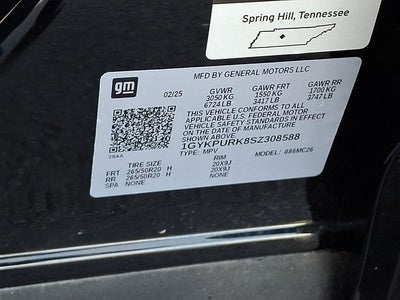 Spring Hill, Tennessee
gm
MFD BY GENERAL MOTORS LLC
02/25 GVWR GAWR FRT GAWR RR
3050 KG 1550 KG 1700 KG
6724 LB 3417 LB 3747 LB
THIS VEHICLE CONFORMS TO ALL
APPLICABLE U.S. FEDERAL MOTOR
VEHICLE SAFETY STANDARDS IN EFFECT
ON THE DATE OF MANUFACTURE
SHOWN ABOVE.
1GYKPURK8SZ308588
384A TYPE: MPV MODEL: 886MC26
TIRE SIZE RIM
FRT 265/50R20 H 20X9J
RR 265/50R20 H 20X9J
SPA NONE NONE